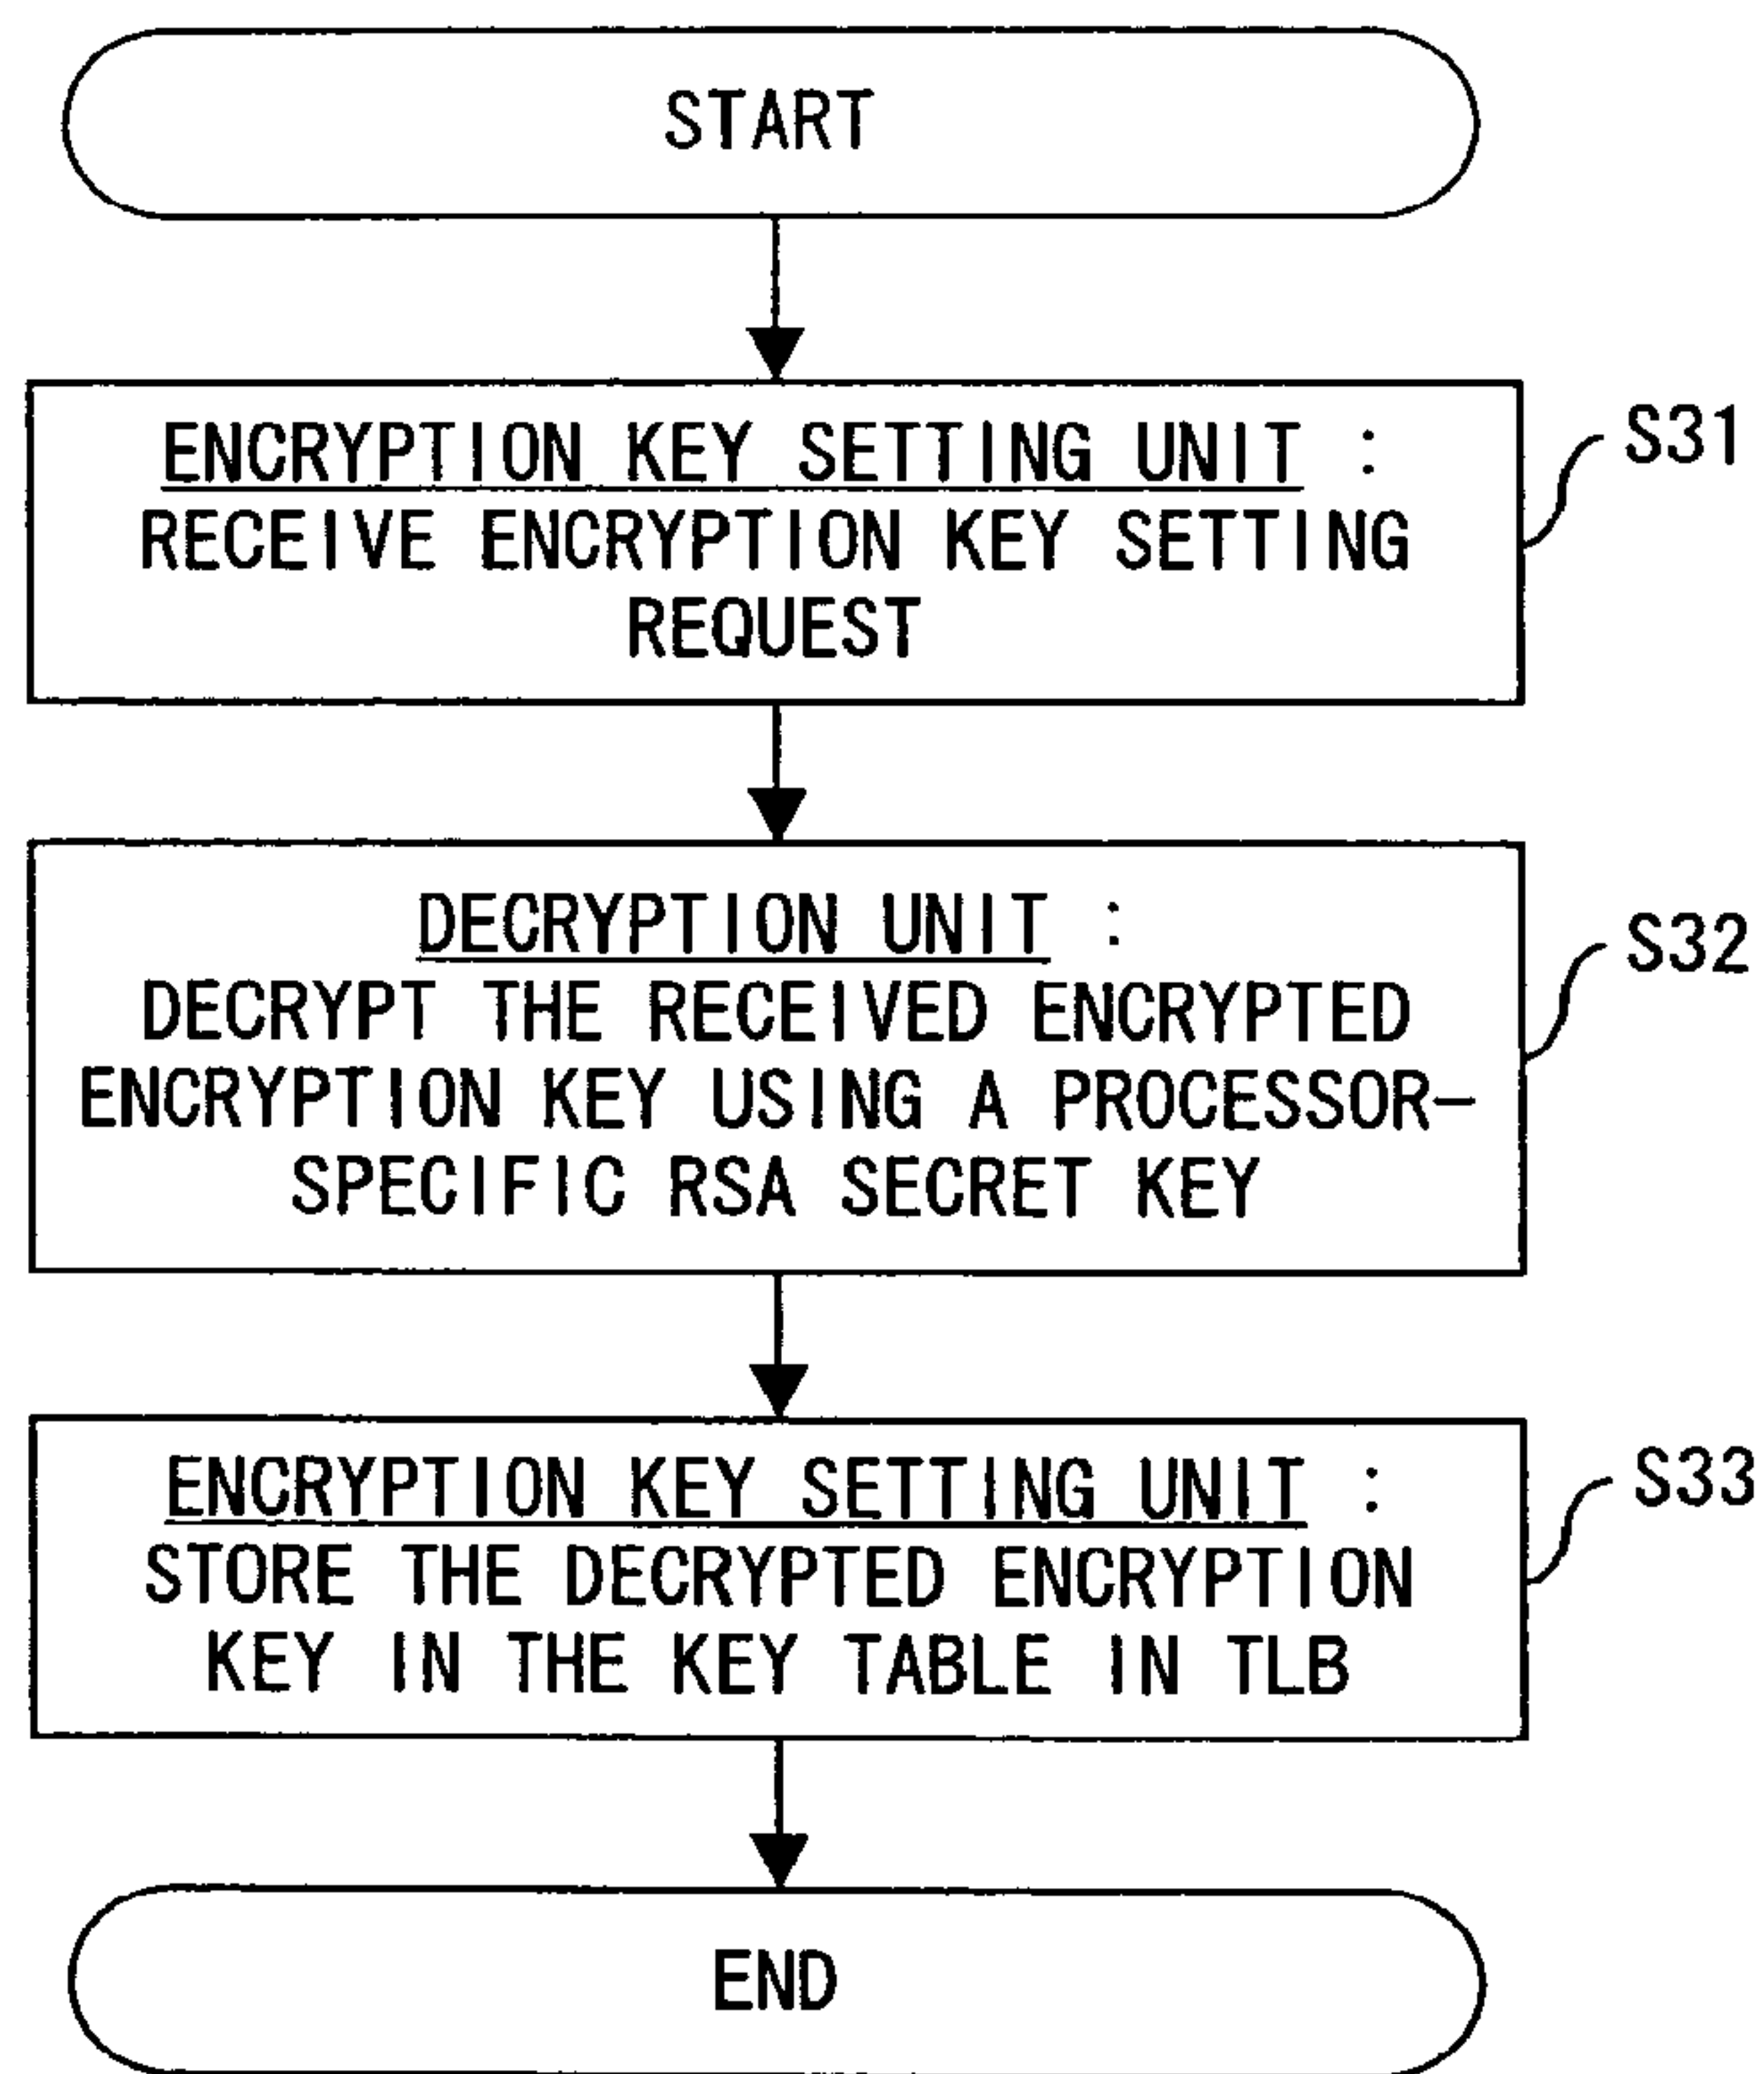 START
ENCRYPTION KEY SETTING UNIT :
RECEIVE ENCRYPTION KEY SETTING
REQUEST
S31
DECRYPTION UNIT :
DECRYPT THE RECEIVED ENCRYPTED
ENCRYPTION KEY USING A PROCESSOR-
SPECIFIC RSA SECRET KEY
S32
ENCRYPTION KEY SETTING UNIT :
STORE THE DECRYPTED ENCRYPTION
KEY IN THE KEY TABLE IN TLB
S33
END